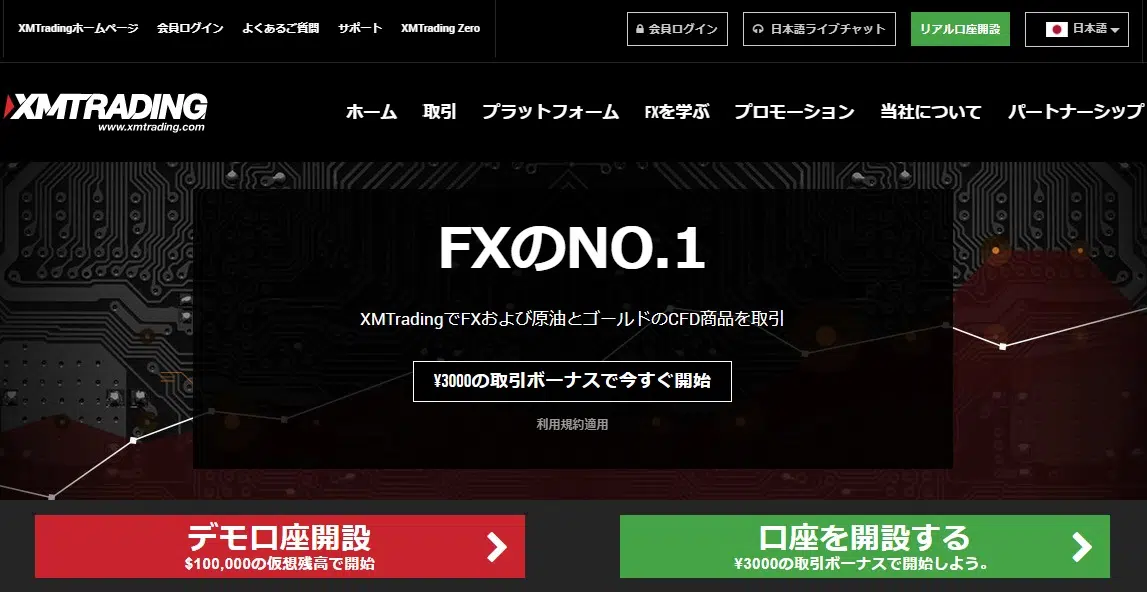 XMTradingホームページ 会員ログイン よくあるご質問 サポート XMTrading Zero 会員ログイン 日本語ライブチャット リアル口座開設 日本語
XMTRADING
www.xmtrading.com
ホーム 取引 プラットフォーム FXを学ぶ プロモーション 当社について パートナーシップ
FXのNO.1
XMTradingでFXおよび原油とゴールドのCFD商品を取引
¥3000の取引ボーナスで今すぐ開始
利用規約適用
デモ口座開設
$100,000の仮想残高で開始
口座を開設する
¥3000の取引ボーナスで開始しよう。